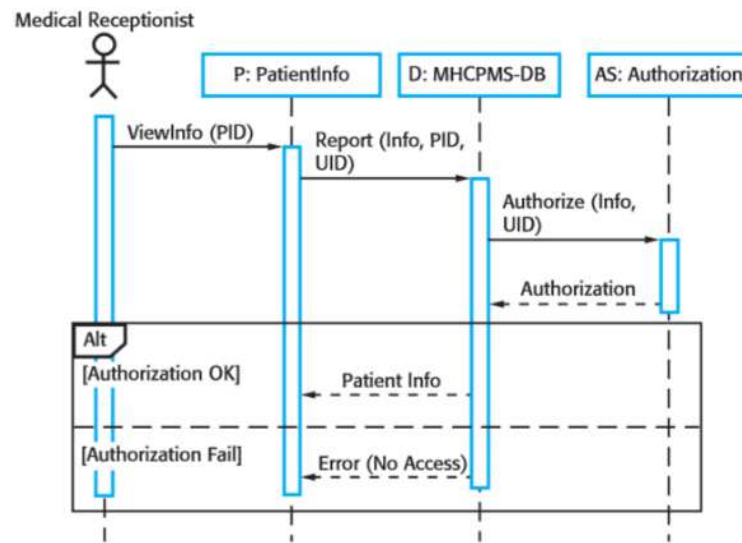 Medical Receptionist
P: PatientInfo
D: MHCPMS-DB
AS: Authorization
ViewInfo (PID)
Report (Info, PID,
UID)
Authorize (Info,
UID)
Authorization
Alt
[Authorization OK]
Patient Info
[Authorization Fail]
Error (No Access)